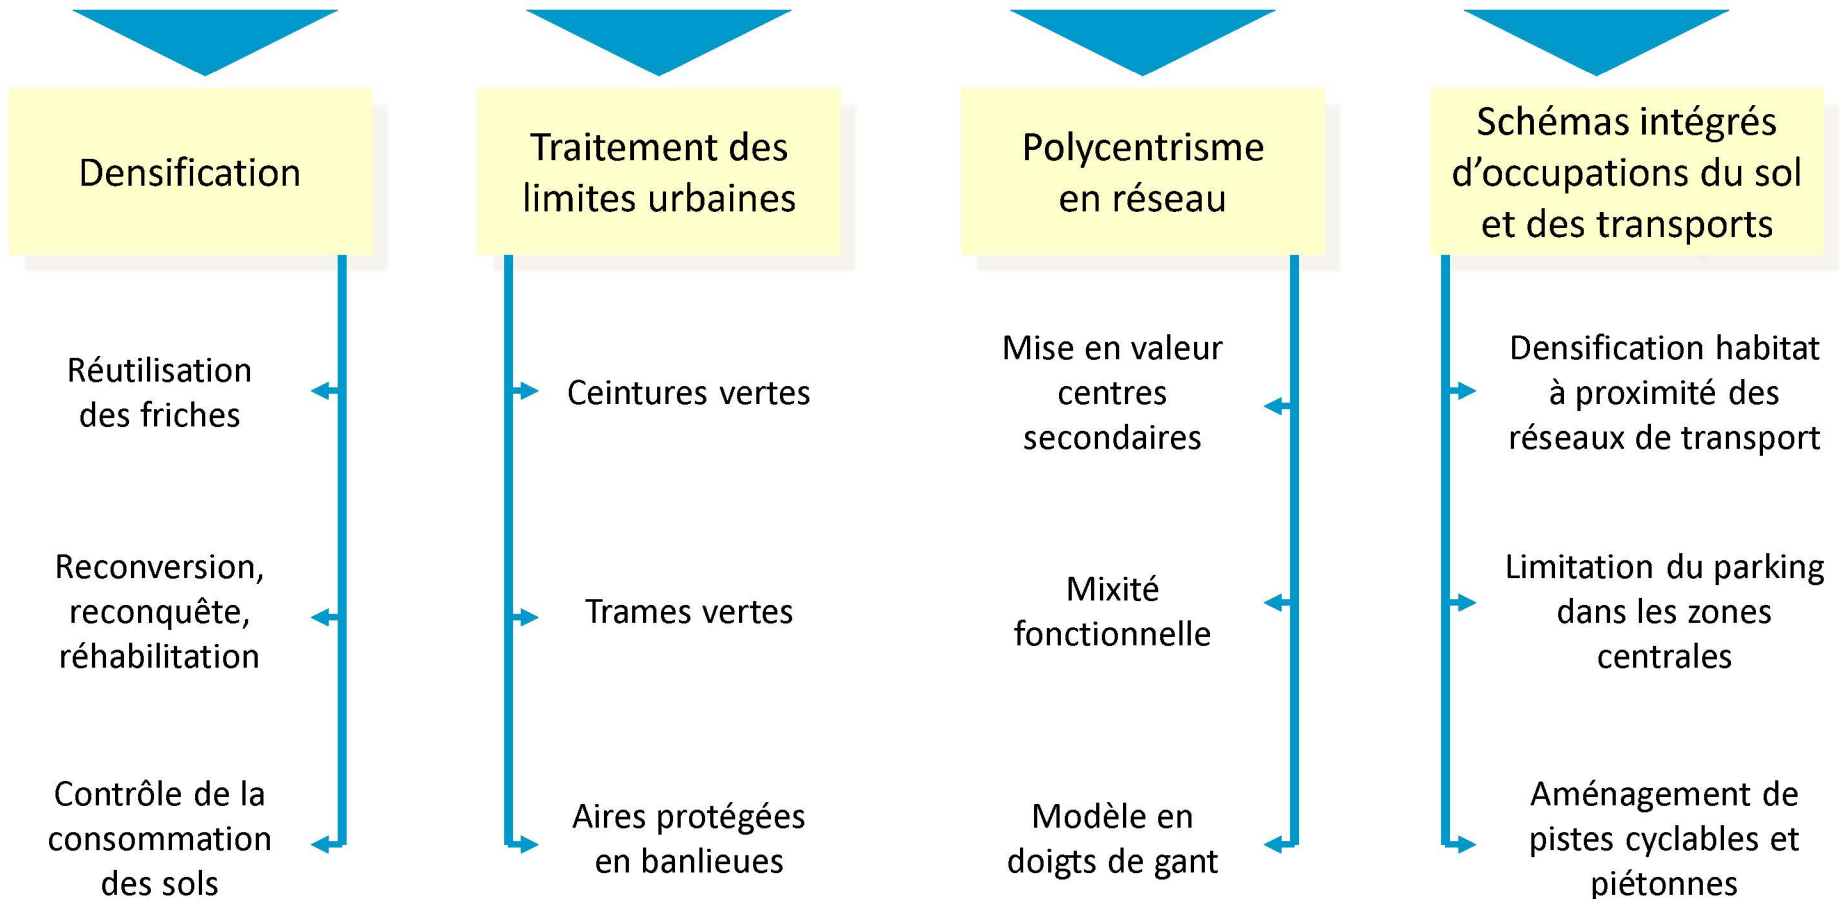 Densification
Réutilisation
des friches
Reconversion,
reconquête,
réhabilitation
Contrôle de la
consommation
des sols
Traitement des
limites urbaines
Ceintures vertes
Trames vertes
Aires protégées
en banlieues
Polycentrisme
en réseau
Mise en valeur
centres
secondaires
Mixité
fonctionnelle
Modèle en
doigts de gant
Schémas intégrés
d’occupations du sol
et des transports
Densification habitat
à proximité des
réseaux de transport
Limitation du parking
dans les zones
centrales
Aménagement de
pistes cyclables et
piétonnes